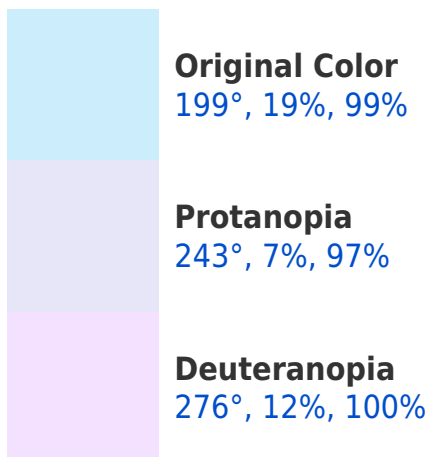 Original Color
199°, 19%, 99%
Protanopia
243°, 7%, 97%
Deuteranopia
276°, 12%, 100%